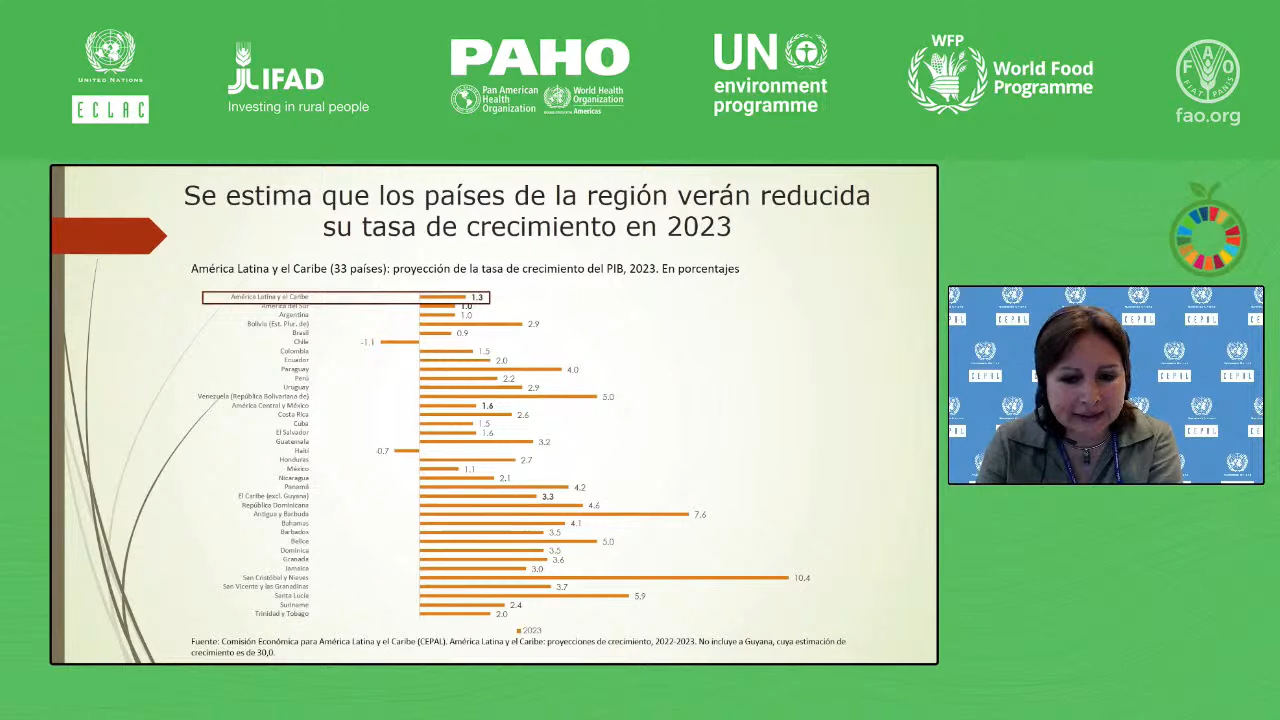 UNITED NATIONS
ECLAC
JLIFAD
Investing in rural people
PAHO
Pan American
Health
Organization
World Health
Organization
Americas
UN
environment
programme
WFP
World Food
Programme
FAO
FIAT PANIS
fao.org
Se estima que los países de la región verán reducida
su tasa de crecimiento en 2023
América Latina y el Caribe (33 países): proyección de la tasa de crecimiento del PIB, 2023. En porcentajes
América Latina y el Caribe 1.3
América del Sur 1.0
Argentina 1.0
Bolivia (Est. Plur. de) 2.9
Brasil 0.9
Chile -1.1
Colombia 1.5
Ecuador 2.0
Paraguay 4.0
Perú 2.2
Uruguay 2.9
Venezuela (República Bolivariana de) 5.0
América Central y México 1.6
Costa Rica 2.6
Cuba 1.5
El Salvador 1.6
Guatemala 3.2
Haití -0.7
Honduras 2.7
México 1.1
Nicaragua 2.1
Panamá 4.2
El Caribe (excl. Guyana) 3.3
República Dominicana 4.6
Antigua y Barbuda 7.6
Bahamas 4.1
Barbados 3.5
Belice 5.0
Dominica 3.5
Granada 3.6
Jamaica 3.0
San Cristóbal y Nieves 10.4
San Vicente y las Granadinas 3.7
Santa Lucía 5.9
Suriname 2.4
Trinidad y Tobago 2.0
2023
Fuente: Comisión Económica para América Latina y el Caribe (CEPAL). América Latina y el Caribe: proyecciones de crecimiento, 2022-2023. No incluye a Guyana, cuya estimación de
crecimiento es de 30,0.
CEPAL
CEPAL
CEPAL
CEPAL
CEPAL
CEPAL
CEPAL